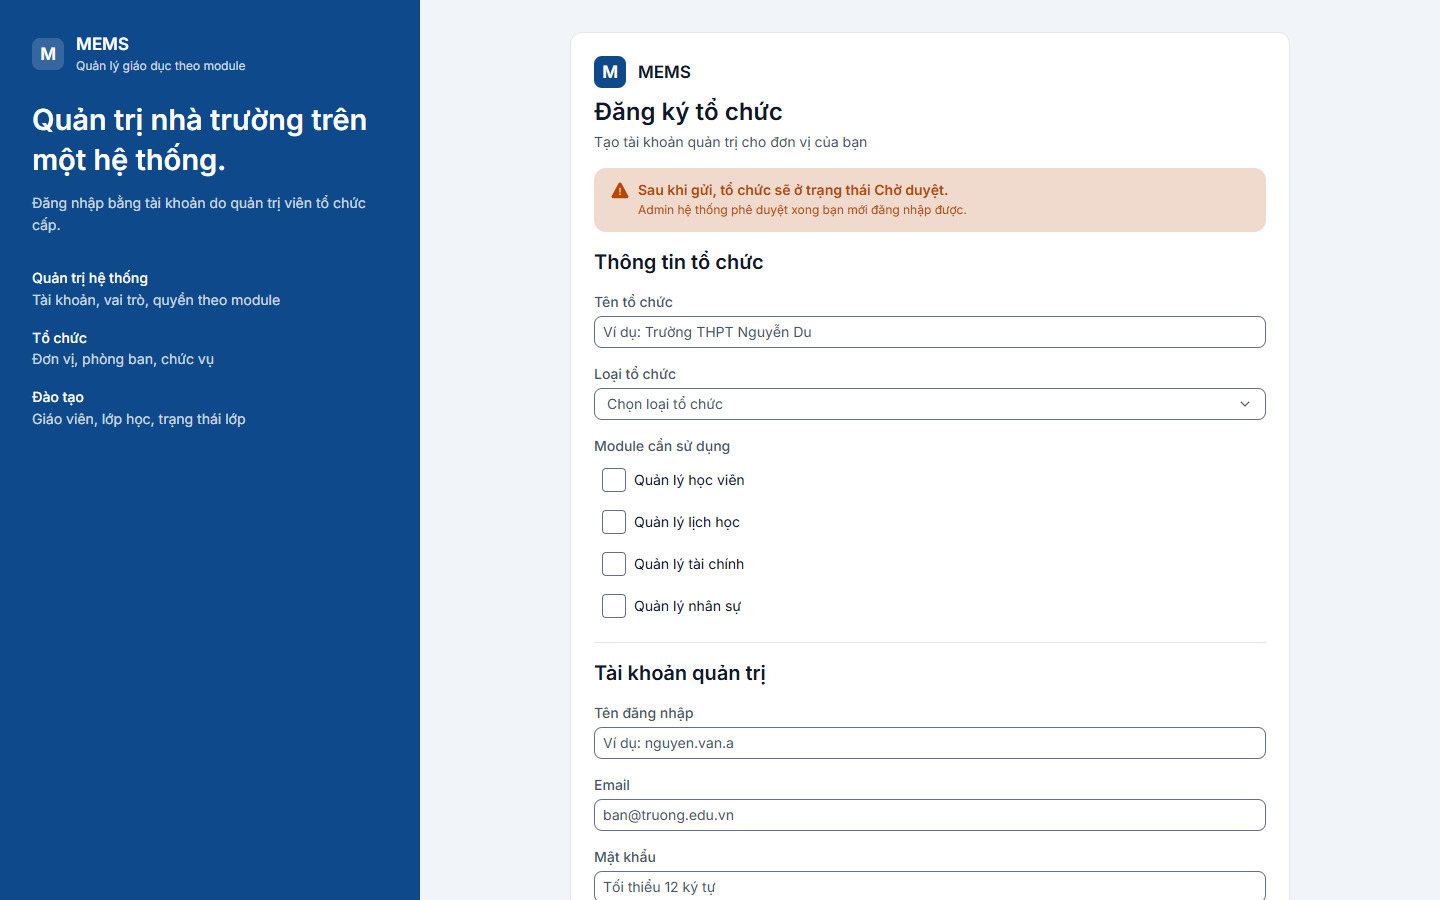 M
MEMS
Quản lý giáo dục theo module
Quản trị nhà trường trên
một hệ thống.
Đăng nhập bằng tài khoản do quản trị viên tổ chức
cấp.
Quản trị hệ thống
Tài khoản, vai trò, quyền theo module
Tổ chức
Đơn vị, phòng ban, chức vụ
Đào tạo
Giáo viên, lớp học, trạng thái lớp
M MEMS
Đăng ký tổ chức
Tạo tài khoản quản trị cho đơn vị của bạn
Sau khi gửi, tổ chức sẽ ở trạng thái Chờ duyệt.
Admin hệ thống phê duyệt xong bạn mới đăng nhập được.
Thông tin tổ chức
Tên tổ chức
Ví dụ: Trường THPT Nguyễn Du
Loại tổ chức
Chọn loại tổ chức
Module cần sử dụng
Quản lý học viên
Quản lý lịch học
Quản lý tài chính
Quản lý nhân sự
Tài khoản quản trị
Tên đăng nhập
Ví dụ: nguyen.van.a
Email
ban@truong.edu.vn
Mật khẩu
Tối thiểu 12 ký tự